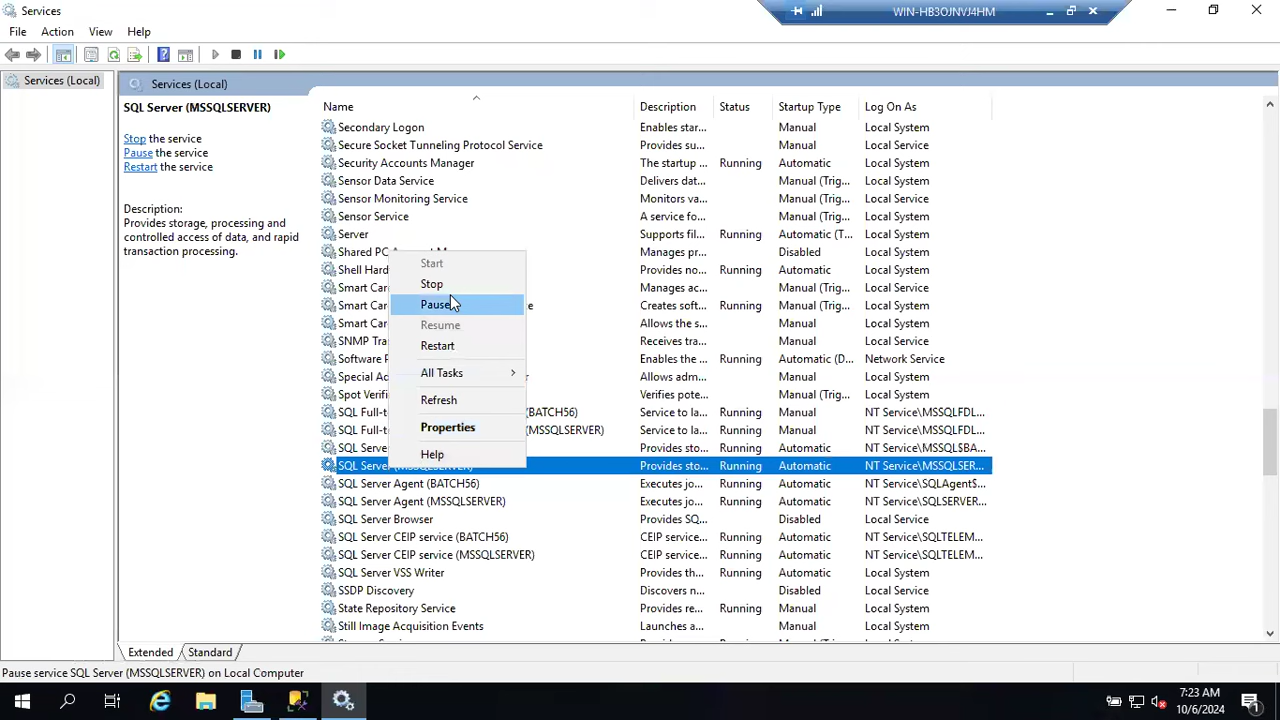 Services
WIN-HB3OJNVJ4HM
File Action View Help
Services (Local)
Services (Local)
SQL Server (MSSQLSERVER)
Stop the service
Pause the service
Restart the service
Description:
Provides storage, processing and
controlled access of data, and rapid
transaction processing.
Name Description Status Startup Type Log On As
Secondary Logon Enables star... Manual Local System
Secure Socket Tunneling Protocol Service Provides su... Manual Local Service
Security Accounts Manager The startup ... Running Automatic Local System
Sensor Data Service Delivers dat... Manual (Trig... Local System
Sensor Monitoring Service Monitors va... Manual (Trig... Local Service
Sensor Service A service fo... Manual (Trig... Local System
Server Supports fil... Running Automatic (T... Local System
Shared PC Manages pr... Disabled Local System
Shell Hard Provides no... Running Automatic Local System
Smart Car Manages ac... Manual (Trig... Local Service
Smart Car e Creates soft... Manual (Trig... Local System
Smart Car Allows the s... Manual Local System
SNMP Tra Receives tra... Manual Local Service
Software P Enables the ... Automatic (D... Network Service
Special Ad r Allows adm... Manual Local System
Spot Verifi Verifies pote... Manual (Trig... Local System
SQL Full-t (BATCH56) Service to la... Running Manual NT Service\MSSQLFDL...
SQL Full-t (MSSQLSERVER) Service to la... Running Manual NT Service\MSSQLFDL...
SQL Serve Provides sto... Running Automatic NT Service\MSSQL$BA...
SQL Server (MSSQLSERVER) Provides sto... Running Automatic NT Service\MSSQLSER...
SQL Server Agent (BATCH56) Executes jo... Running Automatic NT Service\SQLAgent$...
SQL Server Agent (MSSQLSERVER) Executes jo... Running Automatic NT Service\SQLSERVER...
SQL Server Browser Provides SQ... Disabled Local Service
SQL Server CEIP service (BATCH56) CEIP service... Running Automatic NT Service\SQLTELEM...
SQL Server CEIP service (MSSQLSERVER) CEIP service... Running Automatic NT Service\SQLTELEM...
SQL Server VSS Writer Provides th... Running Automatic Local System
SSDP Discovery Discovers n... Disabled Local Service
State Repository Service Provides re... Running Manual Local System
Still Image Acquisition Events Launches a... Manual Local System
Start
Stop
Pause
Resume
Restart
All Tasks
Refresh
Properties
Help
Extended Standard
Pause service SQL Server (MSSQLSERVER) on Local Computer
7:23 AM
10/6/2024
1